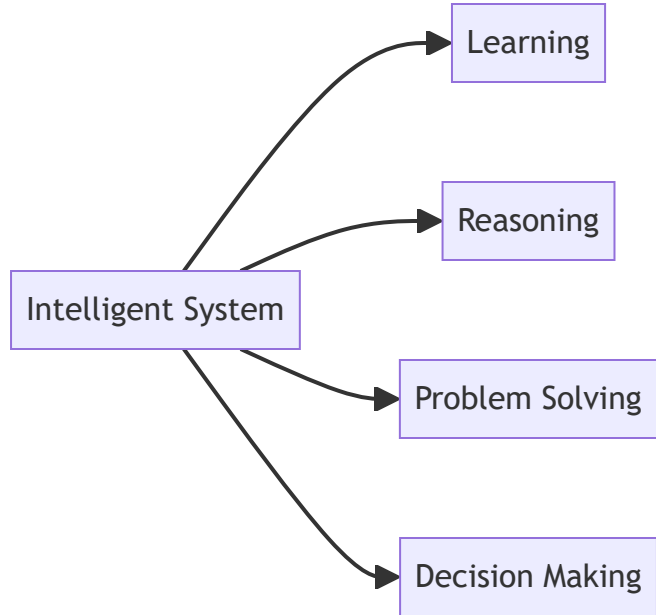 Learning
Reasoning
Intelligent System
Problem Solving
Decision Making